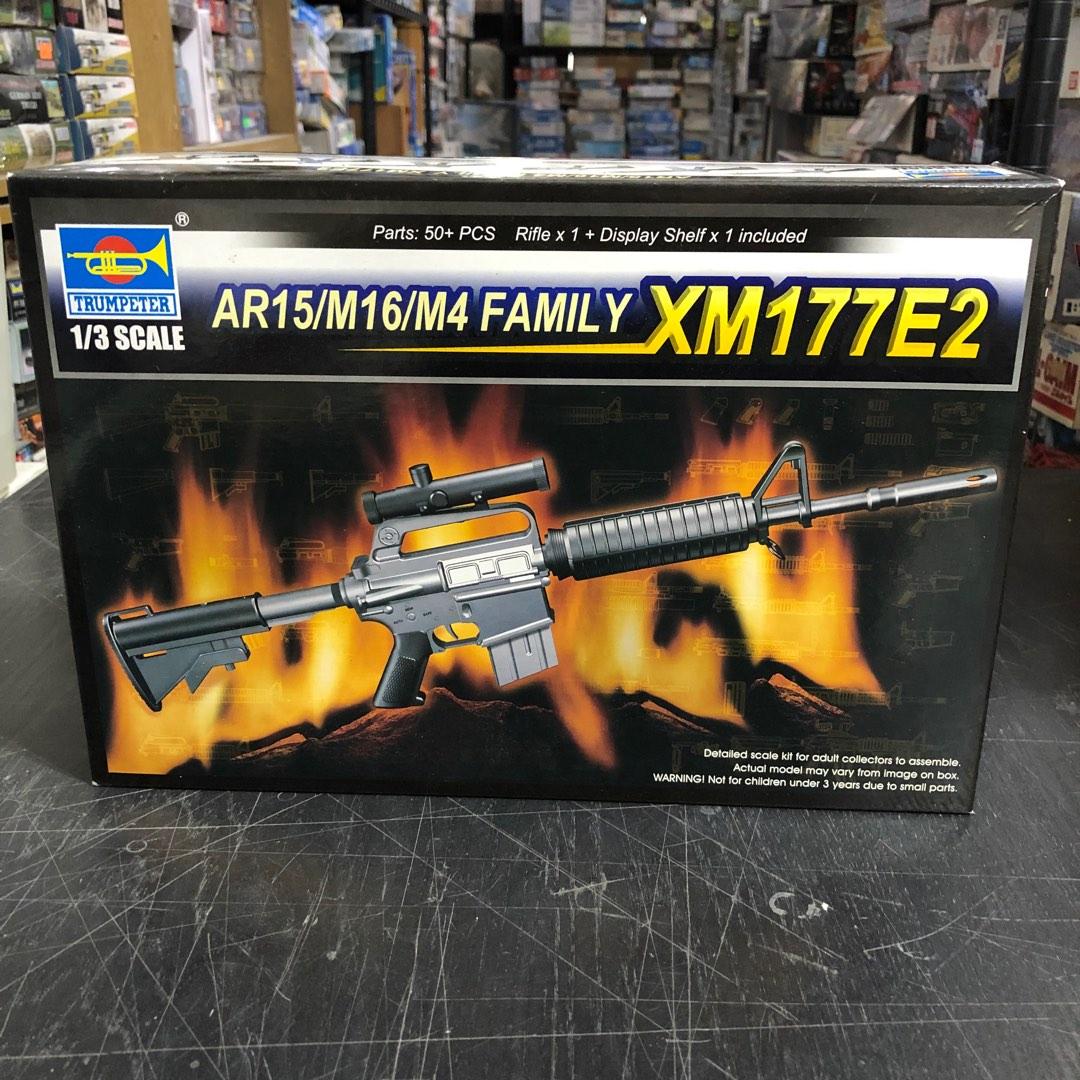 Parts: 50+ PCS Rifle x 1 + Display Shelf x 1 included
®
TRUMPETER
1/3 SCALE
AR15/M16/M4 FAMILY XM177E2
Detailed scale kit for adult collectors to assemble.
Actual model may vary from image on box.
WARNING! Not for children under 3 years due to small parts.